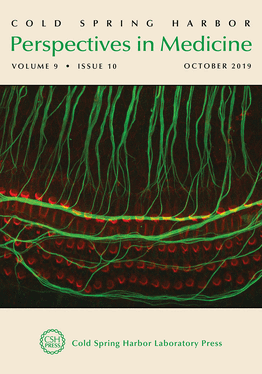 COLD SPRING HARBOR
Perspectives in Medicine
VOLUME 9 • ISSUE 10 OCTOBER 2019
CSH
PRESS
Cold Spring Harbor Laboratory Press